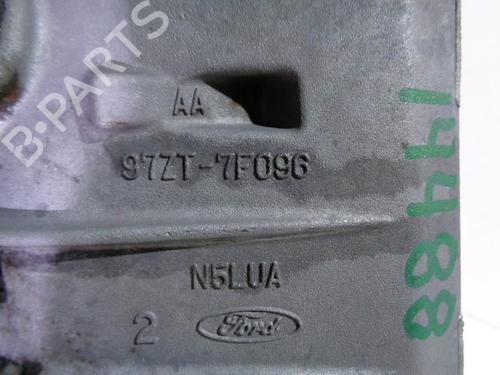 B-PARTS
AA
97ZT-7F096
N5LUA
2 Ford
14488